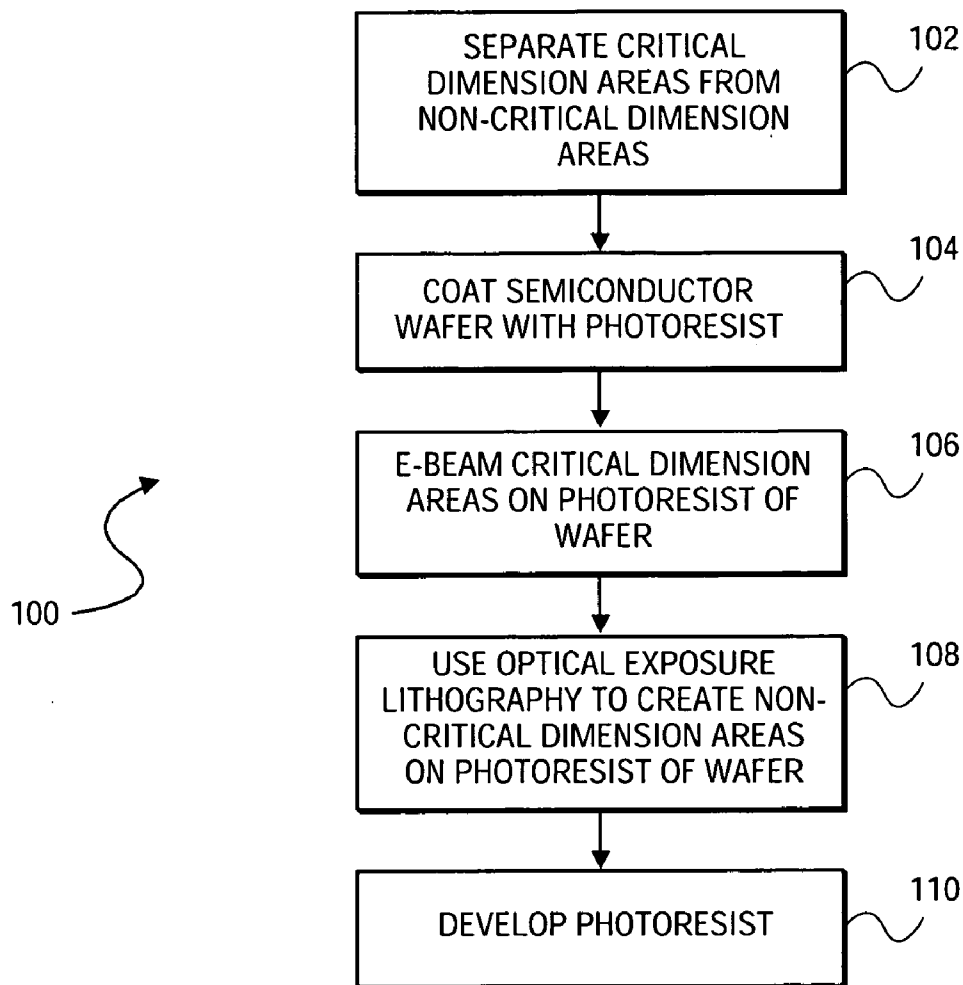 SEPARATE CRITICAL
DIMENSION AREAS FROM
NON-CRITICAL DIMENSION
AREAS
102
COAT SEMICONDUCTOR
WAFER WITH PHOTORESIST
104
E-BEAM CRITICAL DIMENSION
AREAS ON PHOTORESIST OF
WAFER
106
100
USE OPTICAL EXPOSURE
LITHOGRAPHY TO CREATE NON-
CRITICAL DIMENSION AREAS
ON PHOTORESIST OF WAFER
108
DEVELOP PHOTORESIST
110